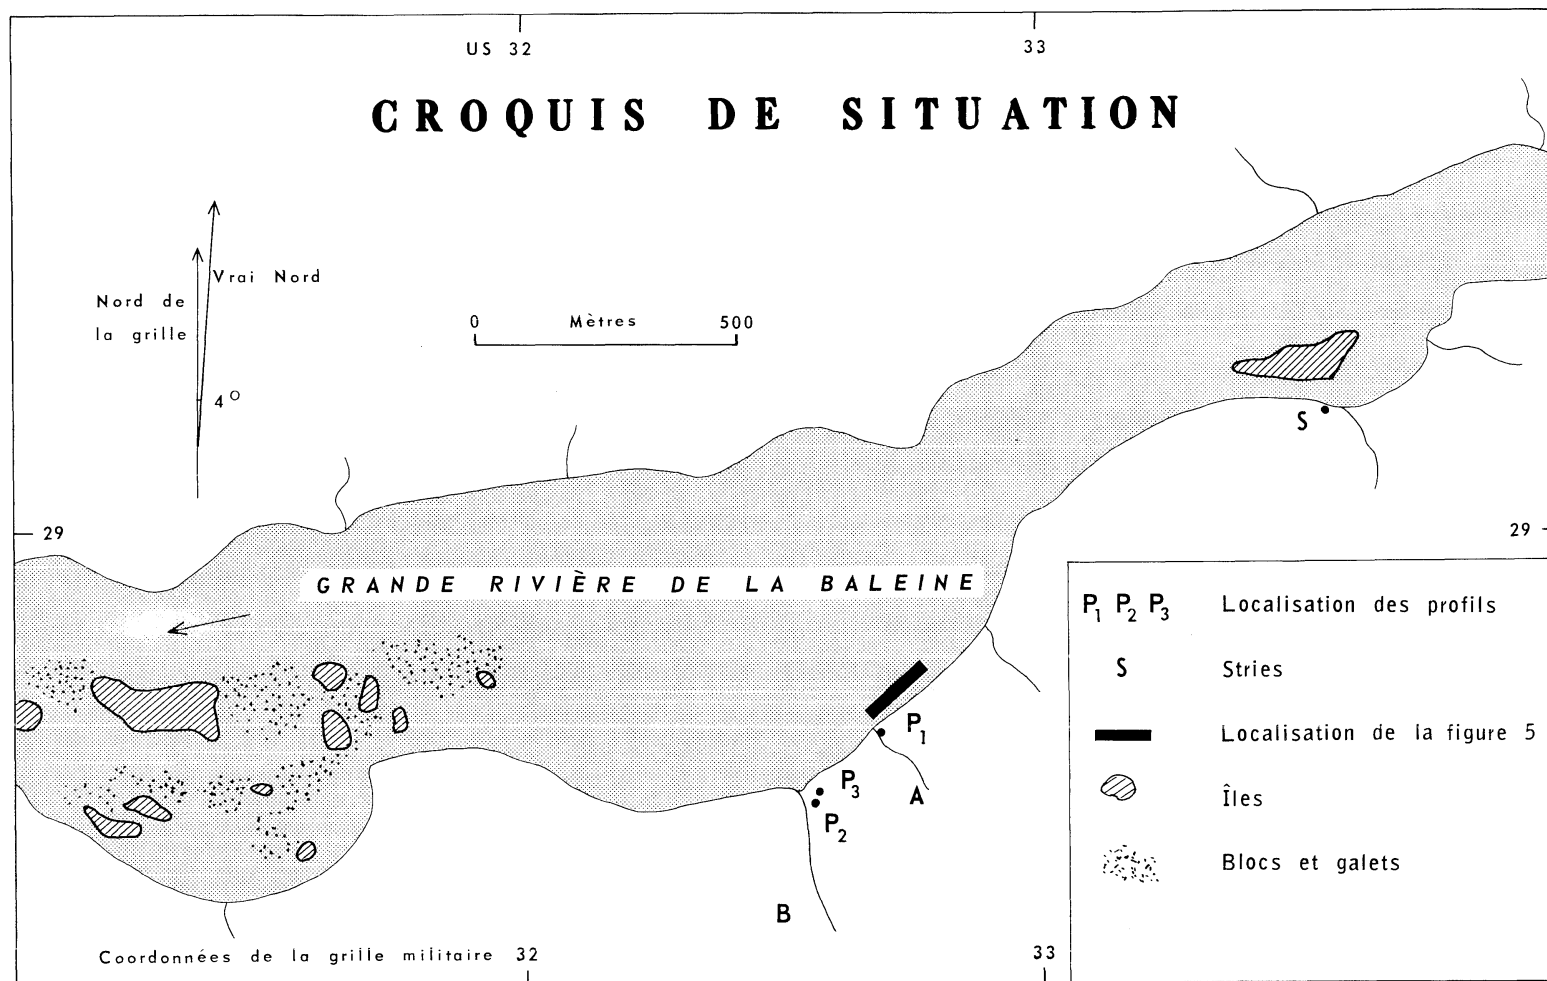 US 32
33
CROQUIS DE SITUATION
Vrai Nord
Nord de
la grille
4°
0 Mètres 500
S
29
29
GRANDE RIVIÈRE DE LA BALEINE
P1
P3
P2
A
B
P1 P2 P3 Localisation des profils
S Stries
Localisation de la figure 5
Îles
Blocs et galets
Coordonnées de la grille militaire 32
33